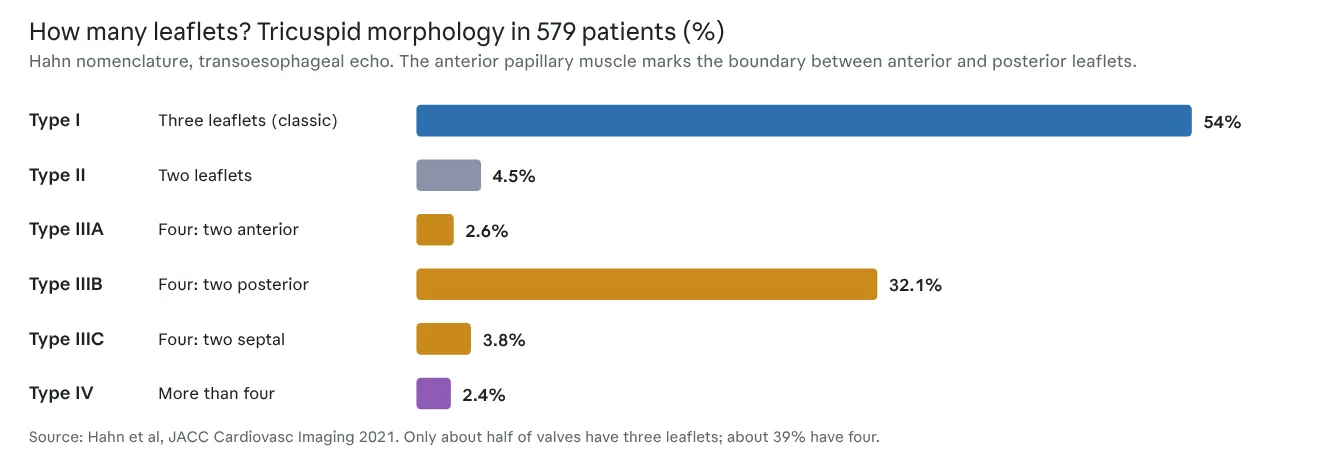 How many leaflets? Tricuspid morphology in 579 patients (%)
Hahn nomenclature, transoesophageal echo. The anterior papillary muscle marks the boundary between anterior and posterior leaflets.
Type I Three leaflets (classic) 54%
Type II Two leaflets 4.5%
Type IIIA Four: two anterior 2.6%
Type IIIB Four: two posterior 32.1%
Type IIIC Four: two septal 3.8%
Type IV More than four 2.4%
Source: Hahn et al, JACC Cardiovasc Imaging 2021. Only about half of valves have three leaflets; about 39% have four.